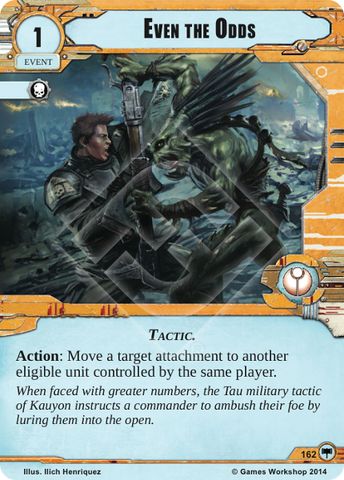 Even the Odds
1
EVENT
Tactic.
Action: Move a target attachment to another
eligible unit controlled by the same player.
When faced with greater numbers, the Tau military tactic
of Kauyon instructs a commander to ambush their foe by
luring them into the open.
162
Illus. Ilich Henriquez
© Games Workshop 2014